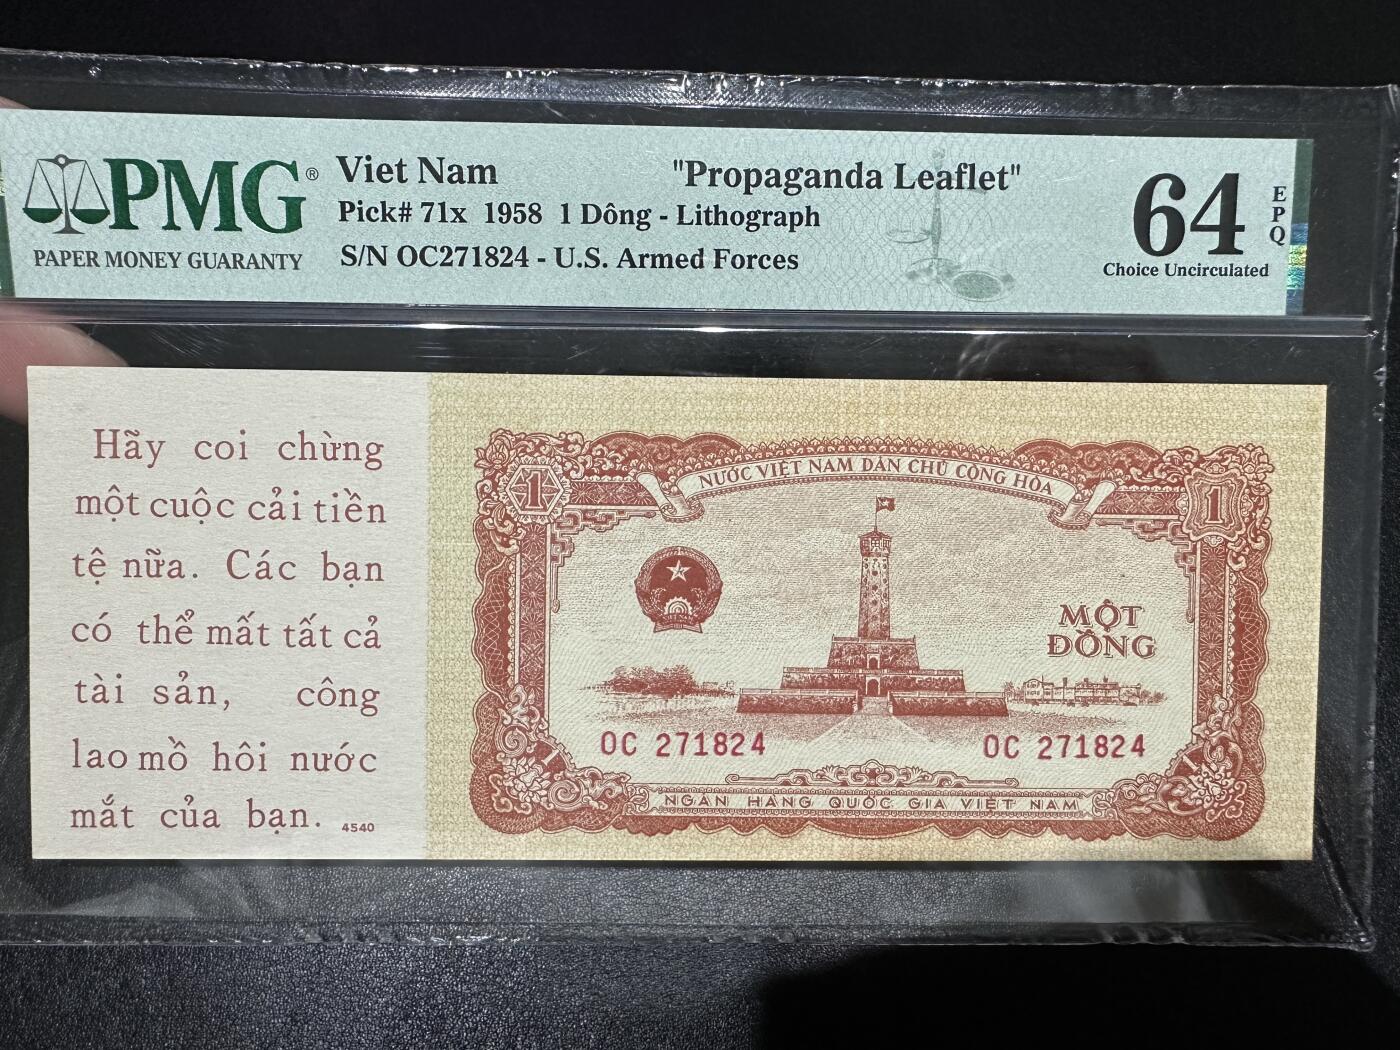 PMG®
PAPER MONEY GUARANTY
Viet Nam "Propaganda Leaflet"
Pick# 71x 1958 1 Dông - Lithograph
S/N OC271824 - U.S. Armed Forces
64 EPQ
Choice Uncirculated
Hãy coi chừng
một cuộc cải tiền
tệ nữa. Các bạn
có thể mất tất cả
tài sản, công
lao mồ hôi nước
mắt của bạn. 4540
NƯỚC VIỆT NAM DÂN CHỦ CỘNG HÒA
1 1
MỘT
ĐỒNG
OC 271824 OC 271824
NGÂN HÀNG QUỐC GIA VIỆT NAM